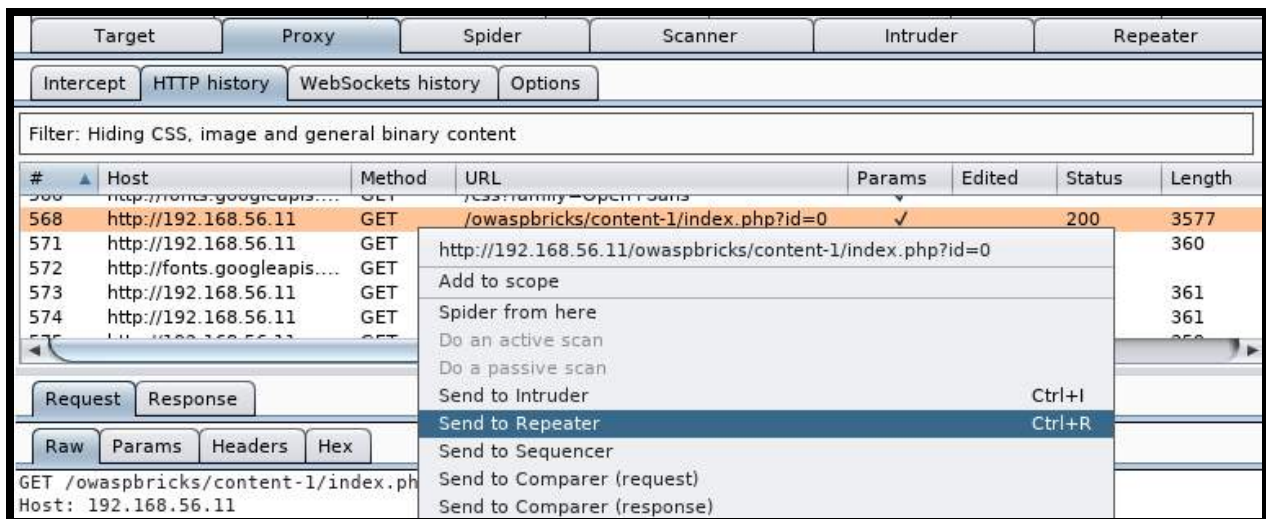 Target Proxy Spider Scanner Intruder Repeater
Intercept HTTP history WebSockets history Options
Filter: Hiding CSS, image and general binary content
# Host Method URL Params Edited Status Length
568 http://192.168.56.11 GET /owaspbricks/content-1/index.php?id=0 ✓ 200 3577
571 http://192.168.56.11 GET 360
572 http://fonts.googleapis.... GET
573 http://192.168.56.11 GET 361
574 http://192.168.56.11 GET 361
http://192.168.56.11/owaspbricks/content-1/index.php?id=0
Add to scope
Spider from here
Do an active scan
Do a passive scan
Send to Intruder Ctrl+I
Send to Repeater Ctrl+R
Send to Sequencer
Send to Comparer (request)
Send to Comparer (response)
Request Response
Raw Params Headers Hex
GET /owaspbricks/content-1/index.ph
Host: 192.168.56.11